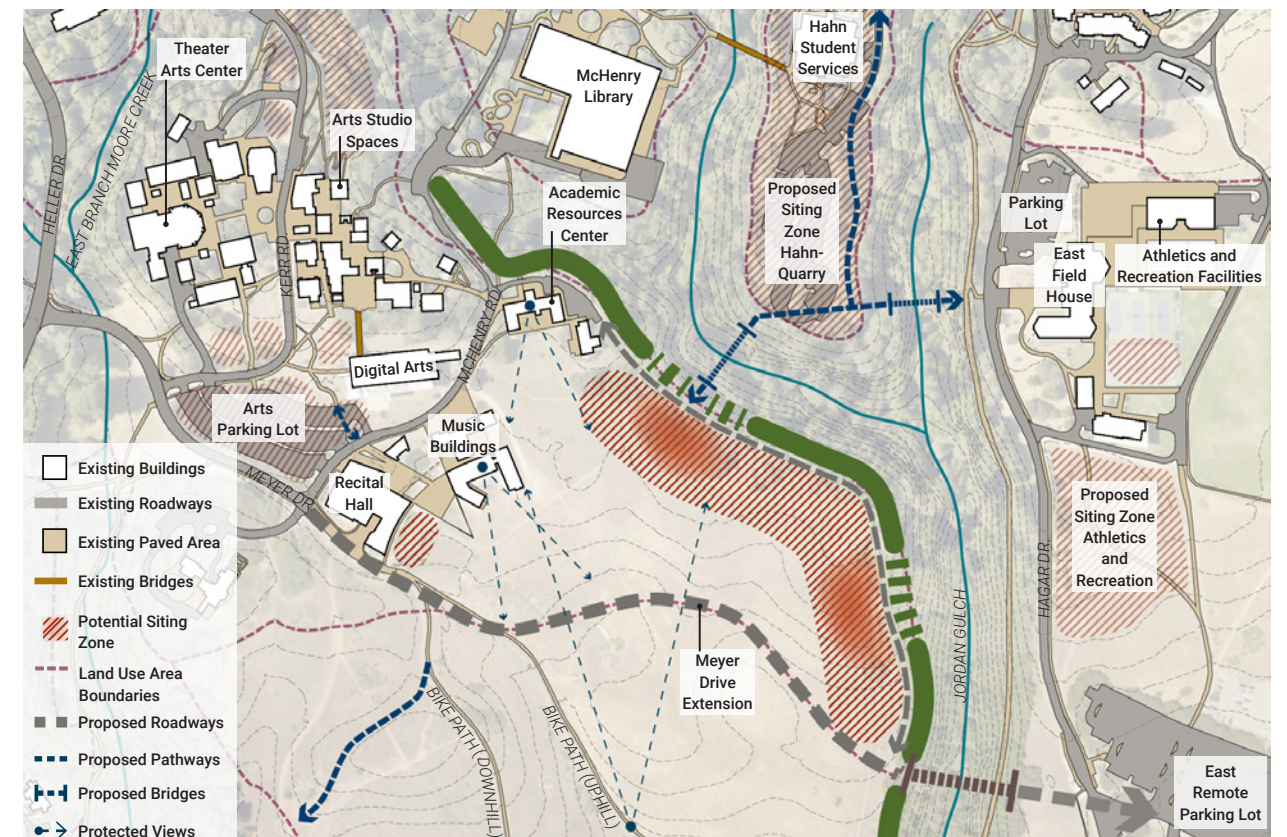 Theater
Arts Center
McHenry
Library
Hahn
Student
Services
Arts Studio
Spaces
Academic
Resources
Center
Proposed
Siting
Zone
Hahn-
Quarry
Parking
Lot
East
Field
House
Athletics and
Recreation Facilities
HELLER DR.
EAST BRANCH MOORE CREEK
KERR RD
MCHENRY RD
Digital Arts
Arts
Parking Lot
Music
Buildings
Recital
Hall
MEYER DR.
Proposed
Siting Zone
Athletics
and
Recreation
HAGAR DR.
JORDAN GULCH
Meyer
Drive
Extension
BIKE PATH (DOWNHILL)
BIKE PATH (UPHILL)
East
Remote
Parking Lot
Existing Buildings
Existing Roadways
Existing Paved Area
Existing Bridges
Potential Siting
Zone
Land Use Area
Boundaries
Proposed Roadways
Proposed Pathways
Proposed Bridges
Protected Views